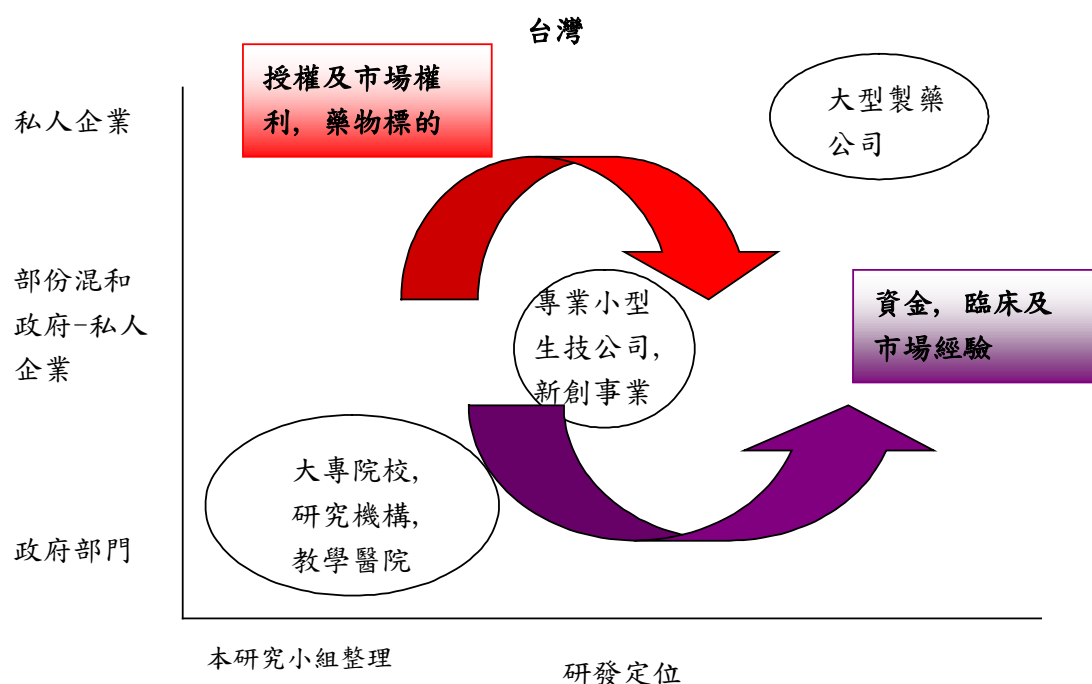 台灣
授權及市場權
利, 藥物標的
大型製藥
公司
私人企業
部份混和
政府-私人
企業
專業小型
生技公司,
新創事業
資金, 臨床及
市場經驗
大專院校,
研究機構,
教學醫院
政府部門
本研究小組整理
研發定位